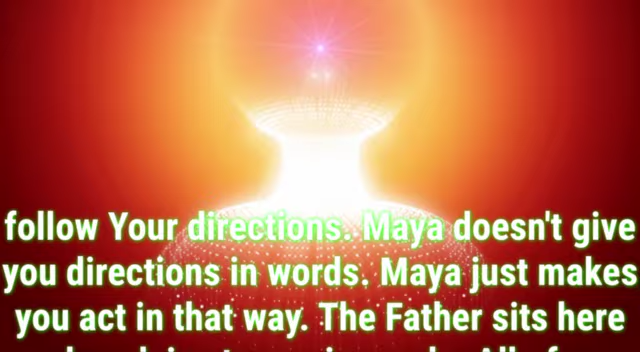 follow Your directions. Maya doesn't give
you directions in words. Maya just makes
you act in that way. The Father sits here